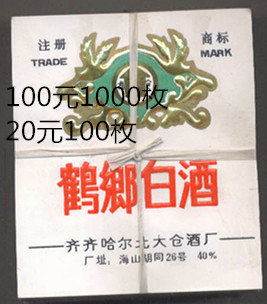 注册 商标
TRADE MARK
100元1000枚
20元100枚
鹤鄉白酒
齐齐哈尔北大仓酒厂
厂址：海山胡同26号 40%